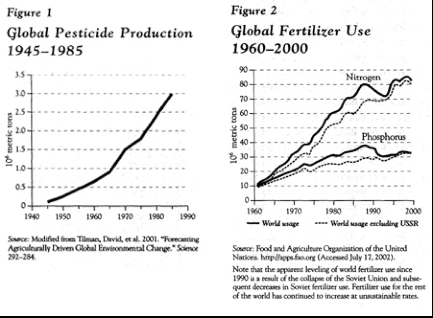 Figure 1
Global Pesticide Production
1945–1985
3.5
3.0
2.5
2.0
1.5
1.0
0.5
0
10⁶ metric tons
1940 1950 1960 1970 1980 1985 1990
Source: Modified from Tilman, David, et al. 2001. "Forecasting
Agriculturally Driven Global Environmental Change." Science
292–284.
Figure 2
Global Fertilizer Use
1960–2000
90
80
70
60
50
40
30
20
10
0
10⁶ metric tons
Nitrogen
Phosphorus
1960 1970 1980 1990 2000
World usage World usage excluding USSR
Source: Food and Agriculture Organization of the United
Nations. http://apps.fao.org (Accessed July 17, 2002).
Note that the apparent leveling of world fertilizer use since
1990 is a result of the collapse of the Soviet Union and subse-
quent decreases in Soviet fertilizer use. Fertilizer use for the rest
of the world has continued to increase at unsustainable rates.